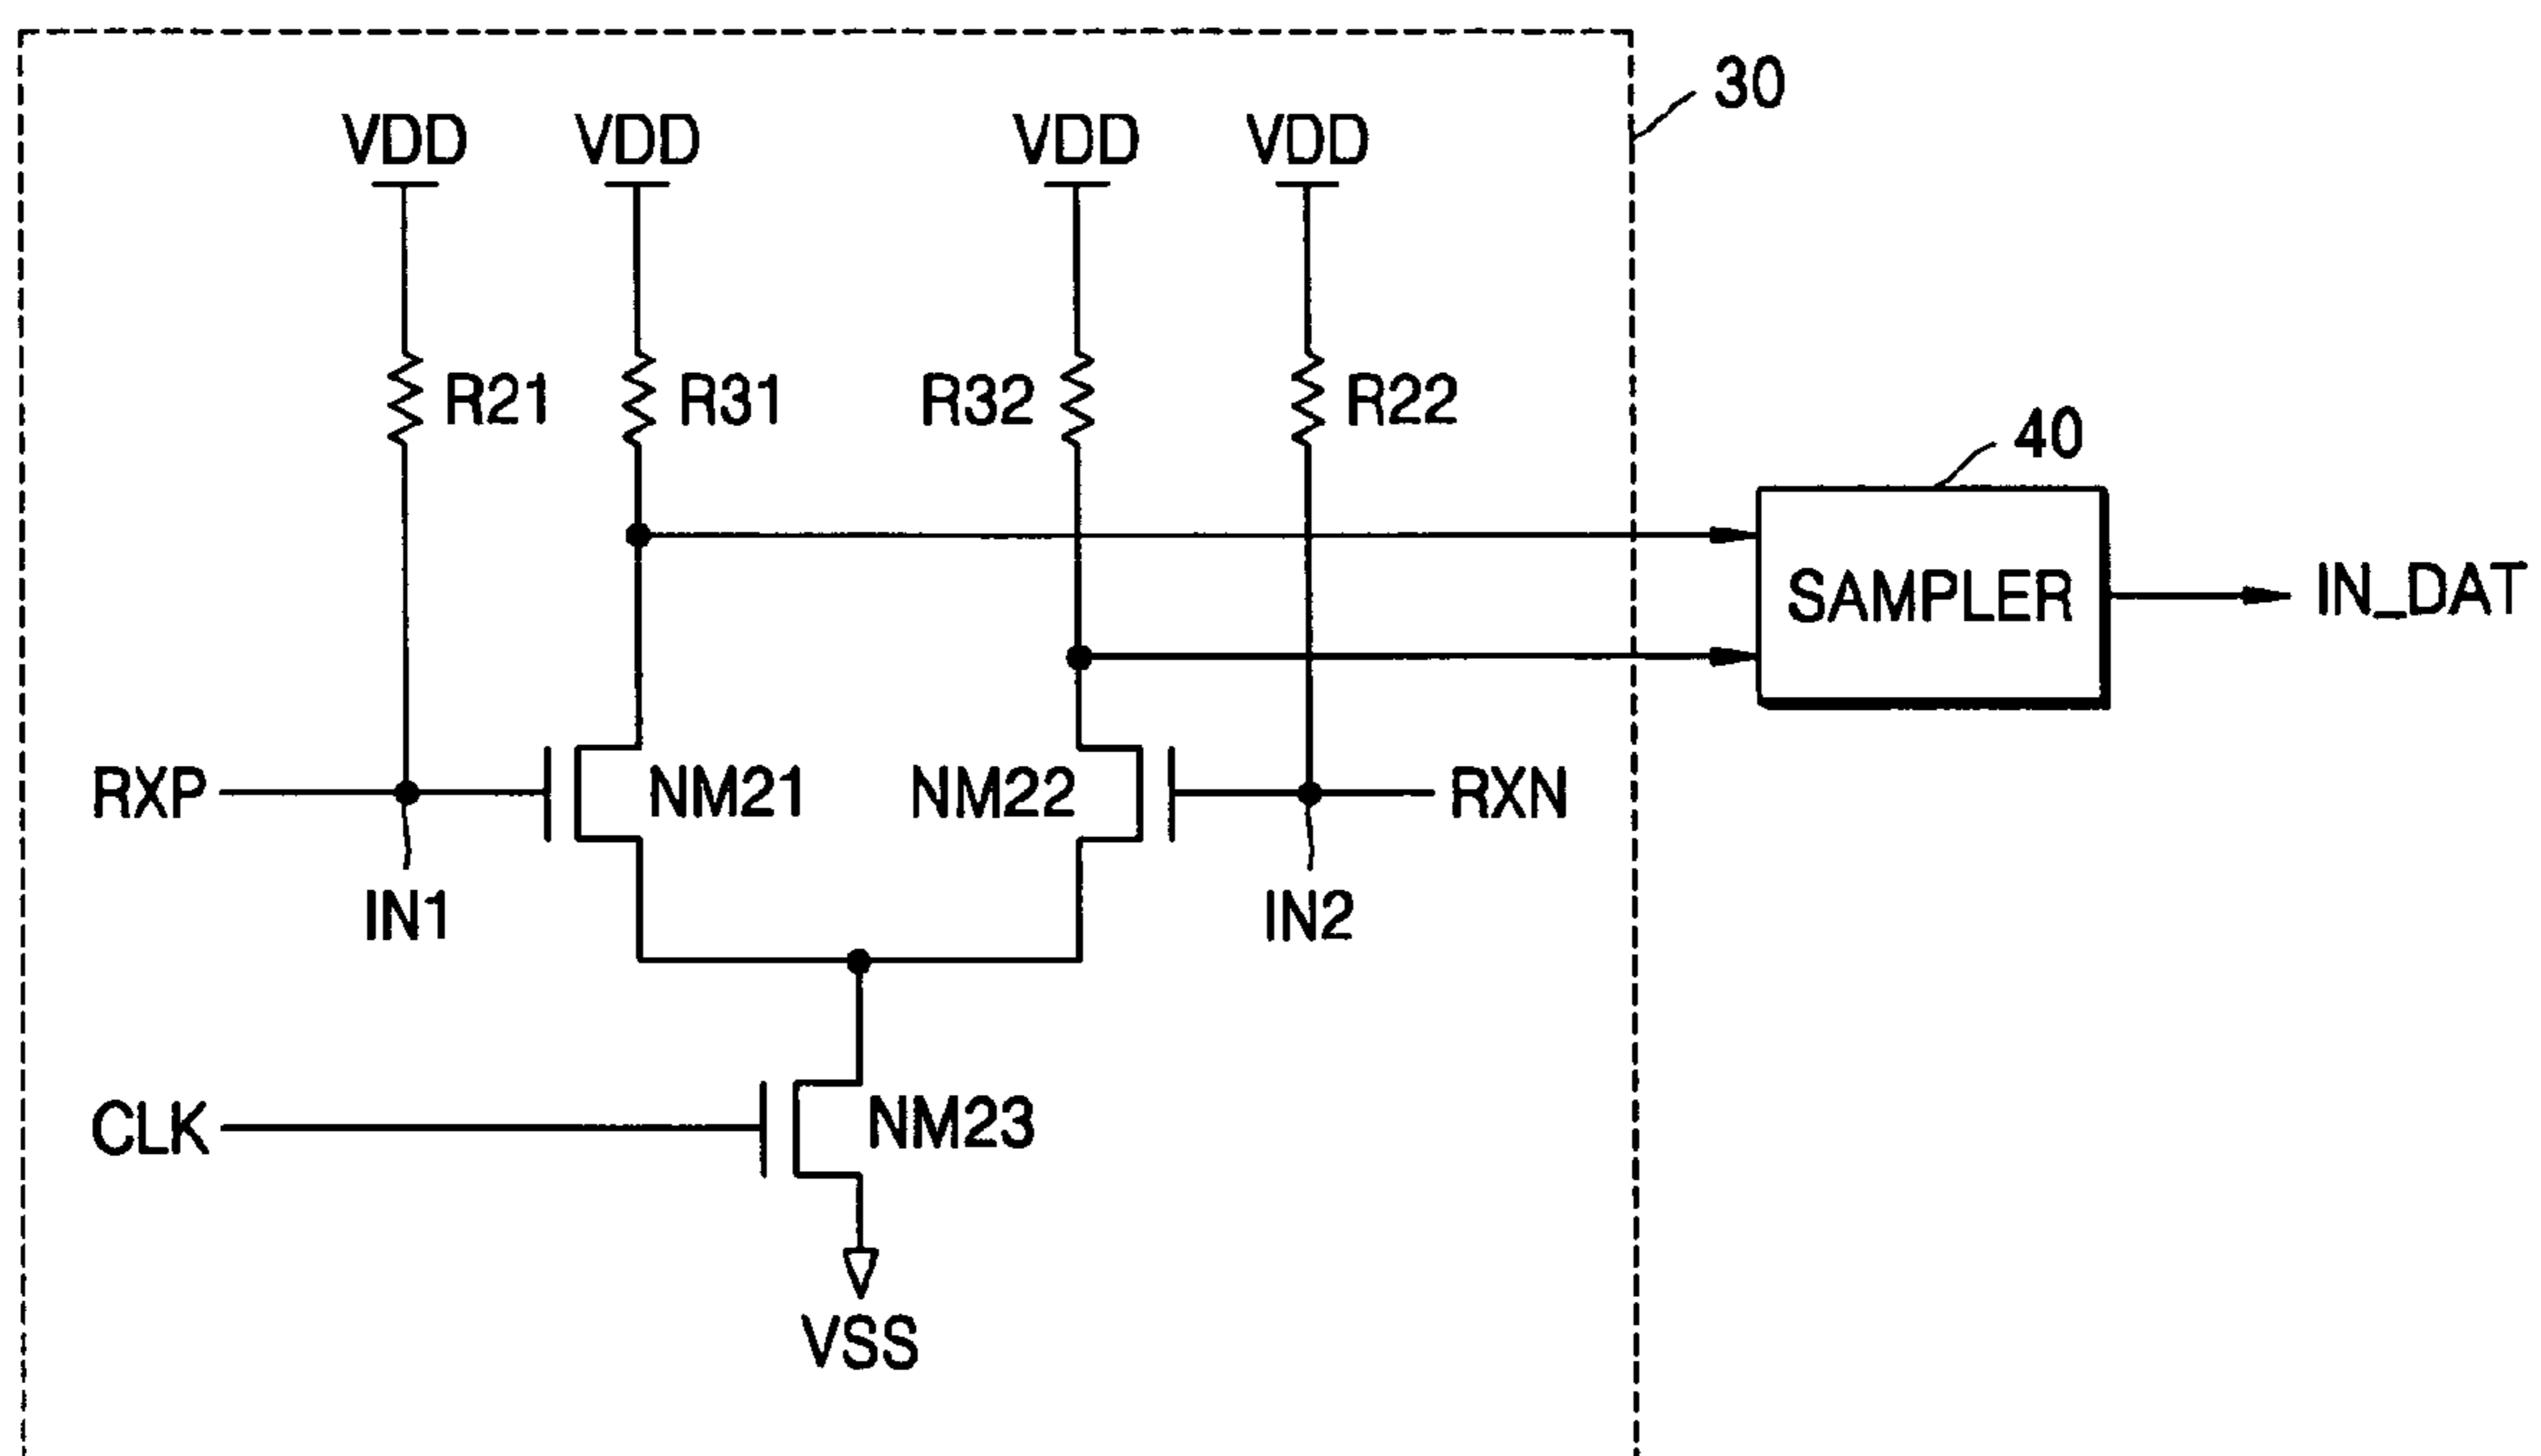 30
VDD VDD VDD VDD
R21 R31 R32 R22
40
SAMPLER
IN_DAT
RXP NM21 NM22 RXN
IN1 IN2
CLK NM23
VSS